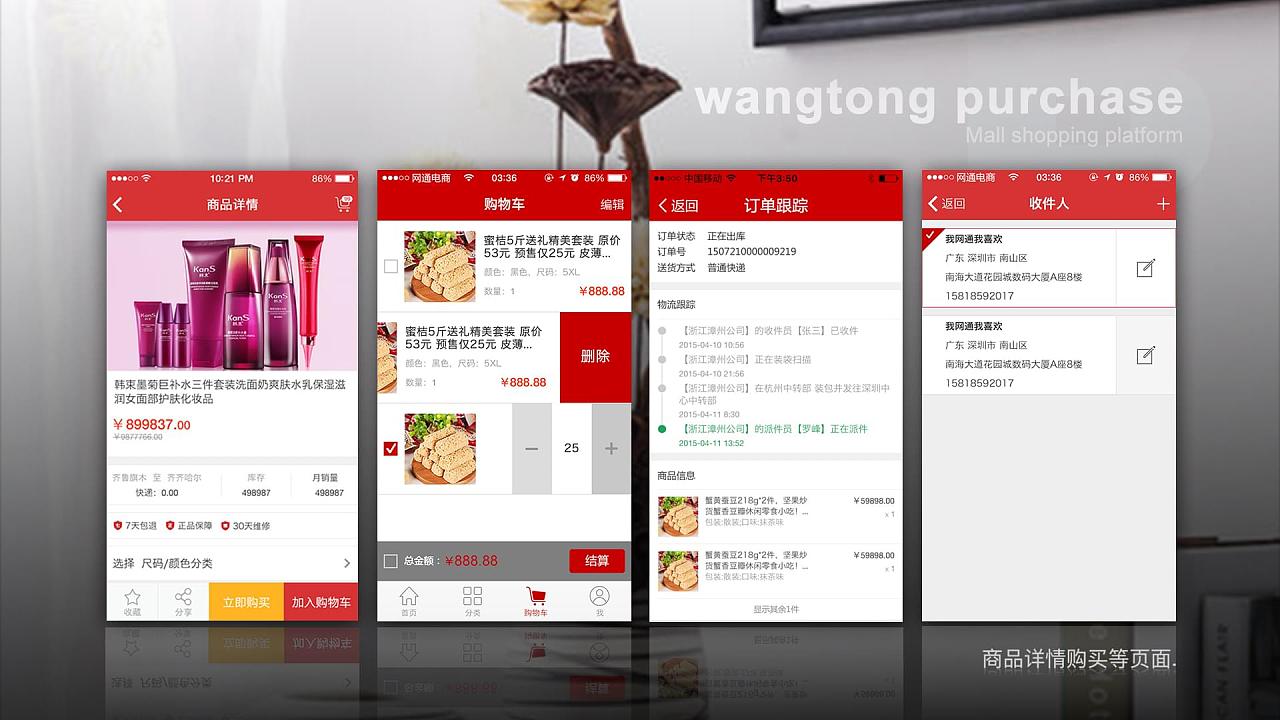 wangtong purchase
Mall shopping platform
10:21 PM
86%
商品详情
KanS
韩束
KanS
KanS
KanS
韩束墨菊巨补水三件套装洗面奶爽肤水乳保湿滋
润女面部护肤化妆品
￥899837.00
￥9877766.00
齐鲁旗木 至 齐齐哈尔
快递：0.00
库存
498987
月销量
498987
7天包退
正品保障
30天维修
选择 尺码/颜色分类
收藏
分享
立即购买
加入购物车
网通电商
03:36
86%
购物车
编辑
蜜桔5斤送礼精美套装 原价
53元 预售仅25元 皮薄...
颜色：黑色，尺码：5XL
数量：1
￥888.88
蜜桔5斤送礼精美套装 原价
53元 预售仅25元 皮薄...
颜色：黑色，尺码：5XL
数量：1
￥888.88
删除
25
总金额：￥888.88
结算
首页
分类
购物车
我
中国移动
下午3:50
返回
订单跟踪
订单状态 正在出库
订单号 1507210000009219
送货方式 普通快递
物流跟踪
【浙江漳州公司】的收件员【张三】已收件
2015-04-10 10:56
【浙江漳州公司】正在装袋扫描
2015-04-10 21:56
【浙江漳州公司】在杭州中转部 装包并发往深圳中
心中转部
2015-04-11 8:30
【浙江漳州公司】的派件员【罗峰】正在派件
2015-04-11 13:52
商品信息
蟹黄蚕豆218g*2件，坚果炒
货蟹香豆瓣休闲零食小吃！...
包装:散装;口味:抹茶味
￥59898.00
x 1
蟹黄蚕豆218g*2件，坚果炒
货蟹香豆瓣休闲零食小吃！...
包装:散装;口味:抹茶味
￥59898.00
x 1
显示其余1件
网通电商
03:36
86%
返回
收件人
我网通我喜欢
广东 深圳市 南山区
南海大道花园城数码大厦A座8楼
15818592017
我网通我喜欢
广东 深圳市 南山区
南海大道花园城数码大厦A座8楼
15818592017
商品详情购买等页面.